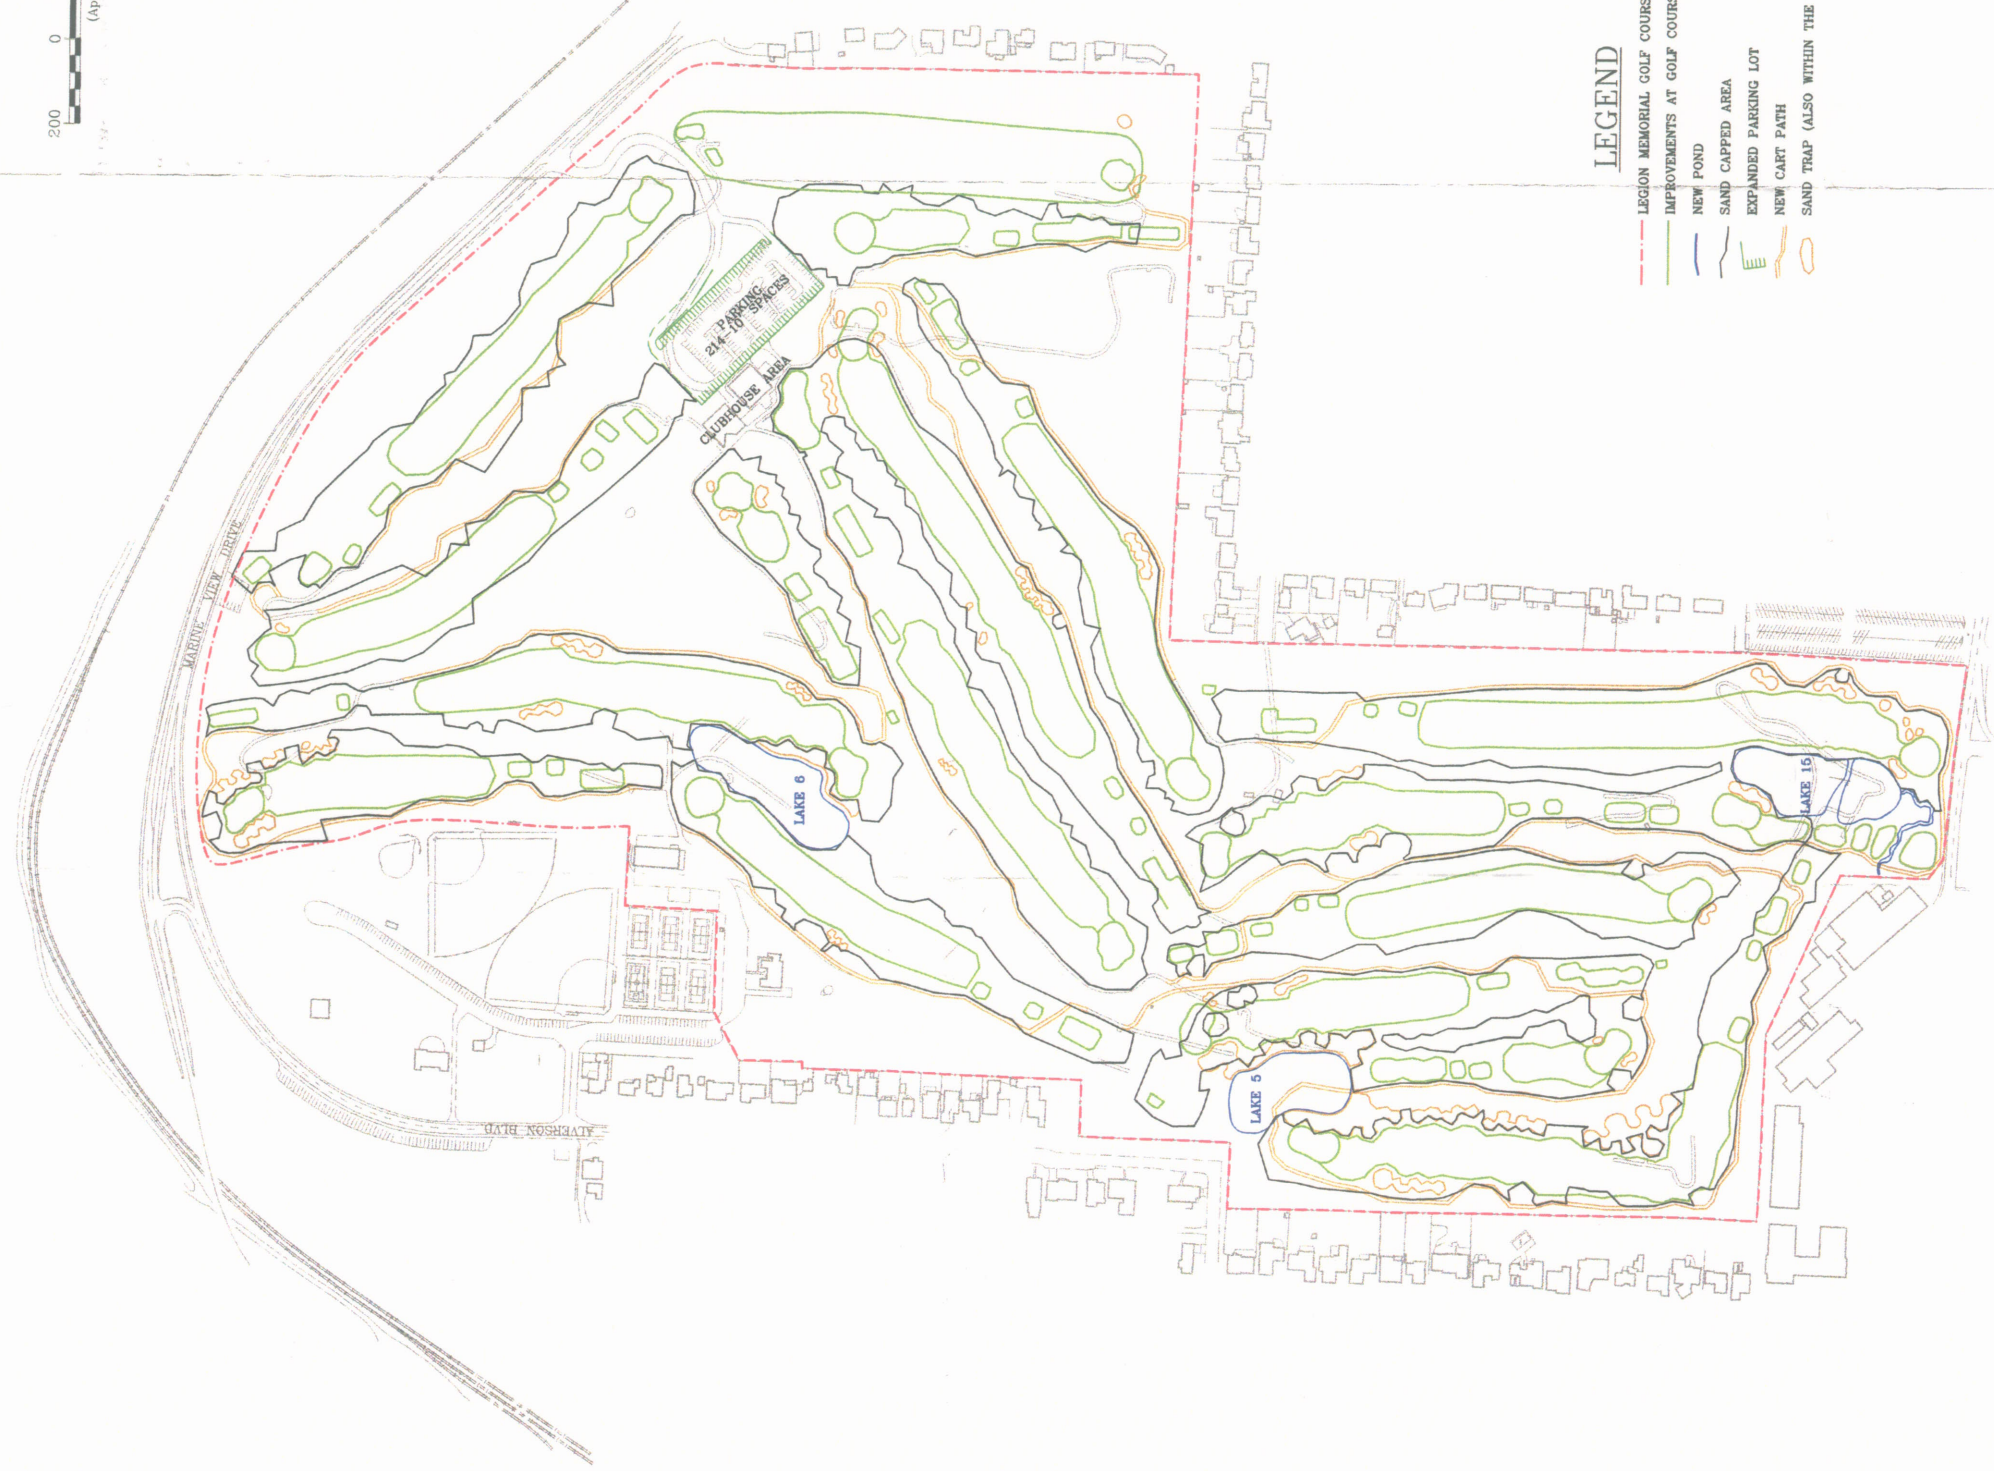 200 0
(Ap
MARINE VIEW DRIVE
PARKING
214-10' SPACES
CLUBHOUSE AREA
LAKE 6
LAKE 15
LAKE 5
ALVERSON BLVD
LEGEND
LEGION MEMORIAL GOLF COURS
IMPROVEMENTS AT GOLF COURS
NEW POND
SAND CAPPED AREA
EXPANDED PARKING LOT
NEW CART PATH
SAND TRAP (ALSO WITHIN THE